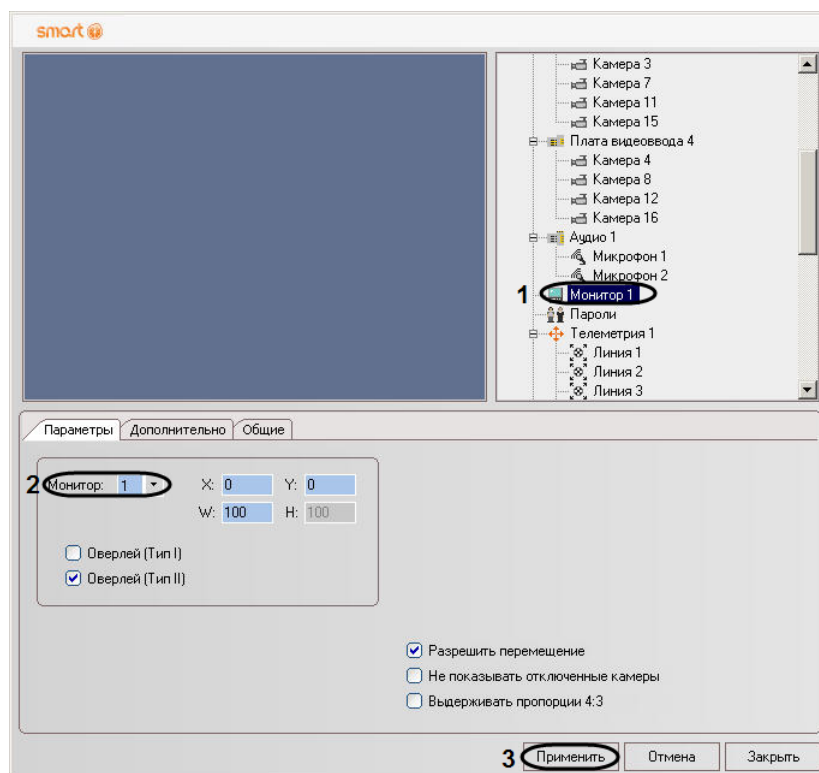 smart
Камера 3
Камера 7
Камера 11
Камера 15
Плата видеоввода 4
Камера 4
Камера 8
Камера 12
Камера 16
Аудио 1
Микрофон 1
Микрофон 2
1 Монитор 1
Пароли
Телеметрия 1
Линия 1
Линия 2
Линия 3
Параметры Дополнительно Общие
2 Монитор: 1 X: 0 Y: 0
W: 100 H: 100
Оверлей (Тип I)
Оверлей (Тип II)
Разрешить перемещение
Не показывать отключенные камеры
Выдерживать пропорции 4:3
3 Применить Отмена Закрыть